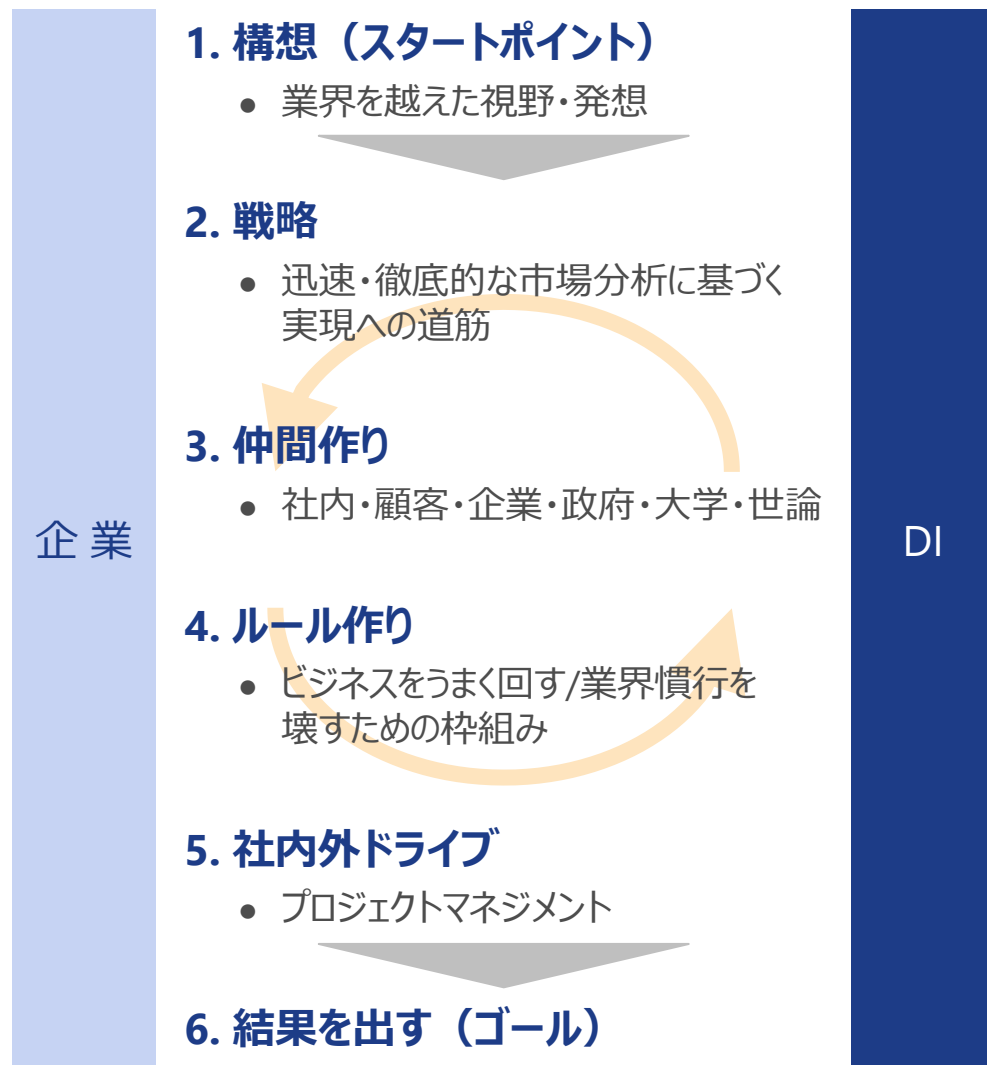 1. 構想（スタートポイント）
● 業界を越えた視野・発想
2. 戦略
● 迅速・徹底的な市場分析に基づく
実現への道筋
3. 仲間作り
● 社内・顧客・企業・政府・大学・世論
企 業
DI
4. ルール作り
● ビジネスをうまく回す/業界慣行を
壊すための枠組み
5. 社内外ドライブ
● プロジェクトマネジメント
6. 結果を出す（ゴール）